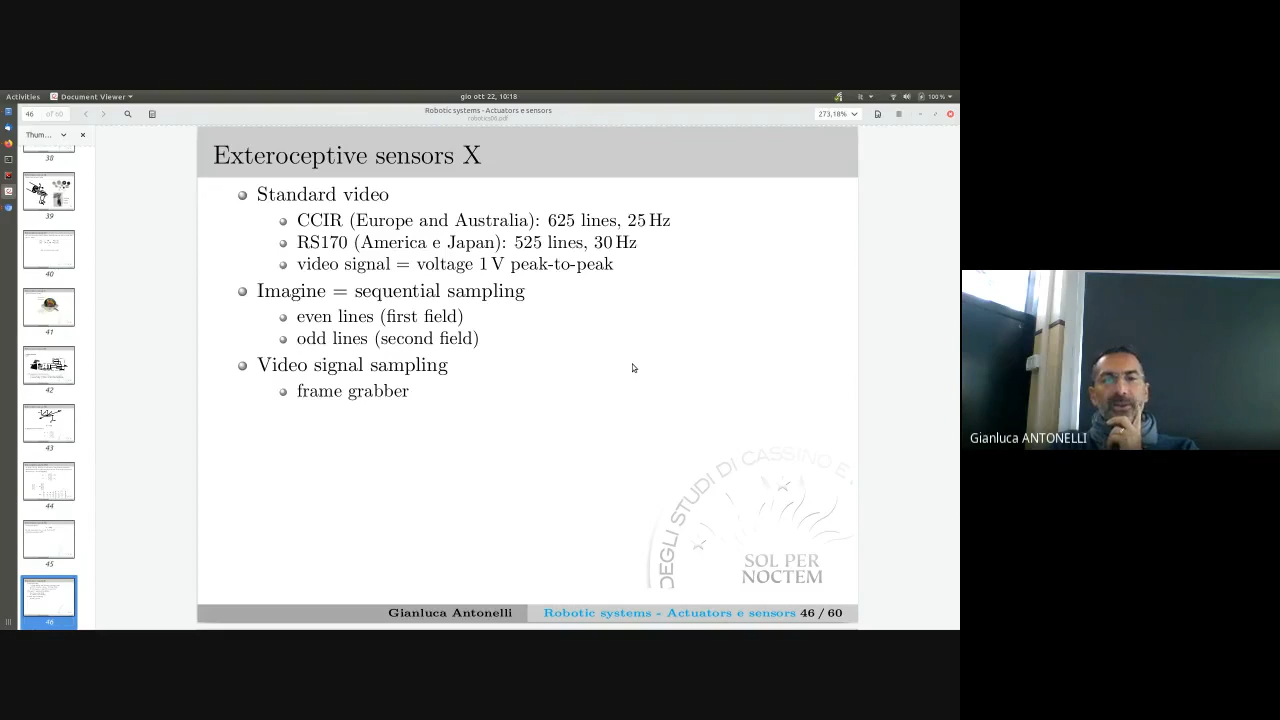 Activities
Document Viewer
gio ott 22, 10:18
100 %
46 of 60
Robotic systems - Actuators e sensors
robotics06.pdf
273,18%
Thum...
38
39
40
41
42
43
44
45
46
Exteroceptive sensors X
Standard video
CCIR (Europe and Australia): 625 lines, 25 Hz
RS170 (America e Japan): 525 lines, 30 Hz
video signal = voltage 1 V peak-to-peak
Imagine = sequential sampling
even lines (first field)
odd lines (second field)
Video signal sampling
frame grabber
DEGLI STUDI DI CASSINO E
SOL PER
NOCTEM
Gianluca Antonelli
Robotic systems - Actuators e sensors 46 / 60
Gianluca ANTONELLI